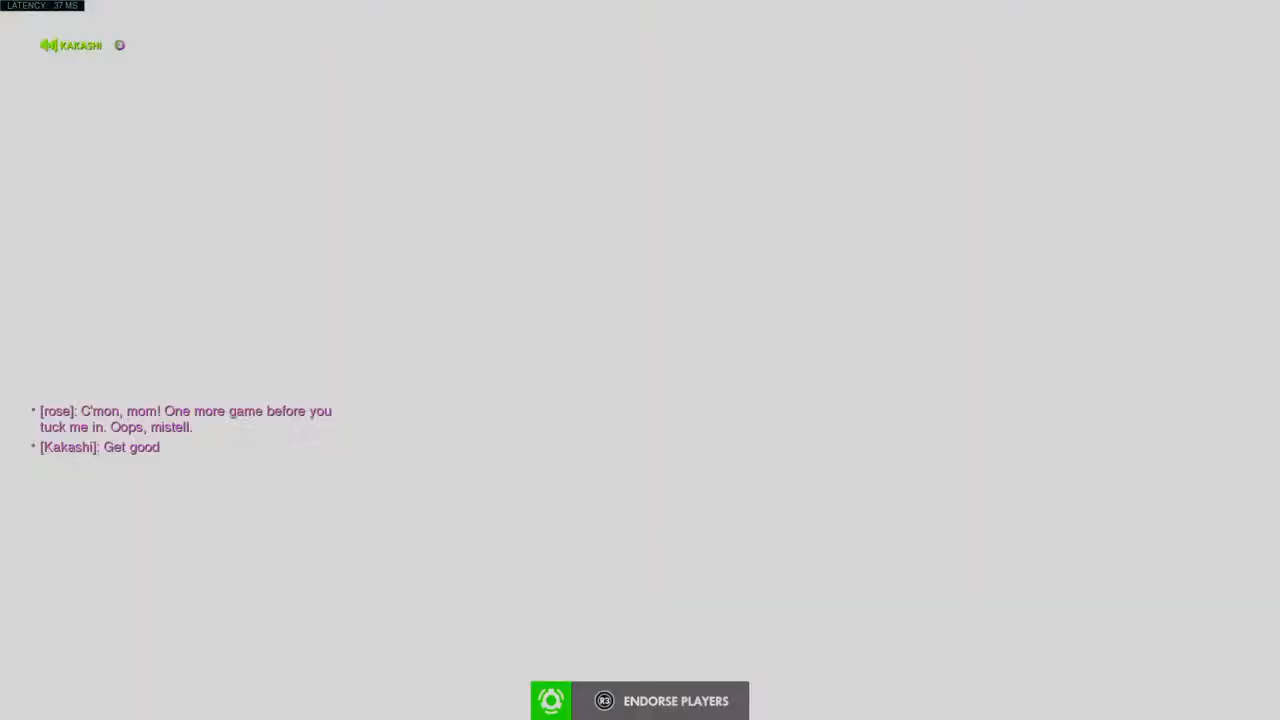 LATENCY: 37 MS
KAKASHI
• [rose]: C'mon, mom! One more game before you
tuck me in. Oops, mistell.
• [Kakashi]: Get good
R3 ENDORSE PLAYERS